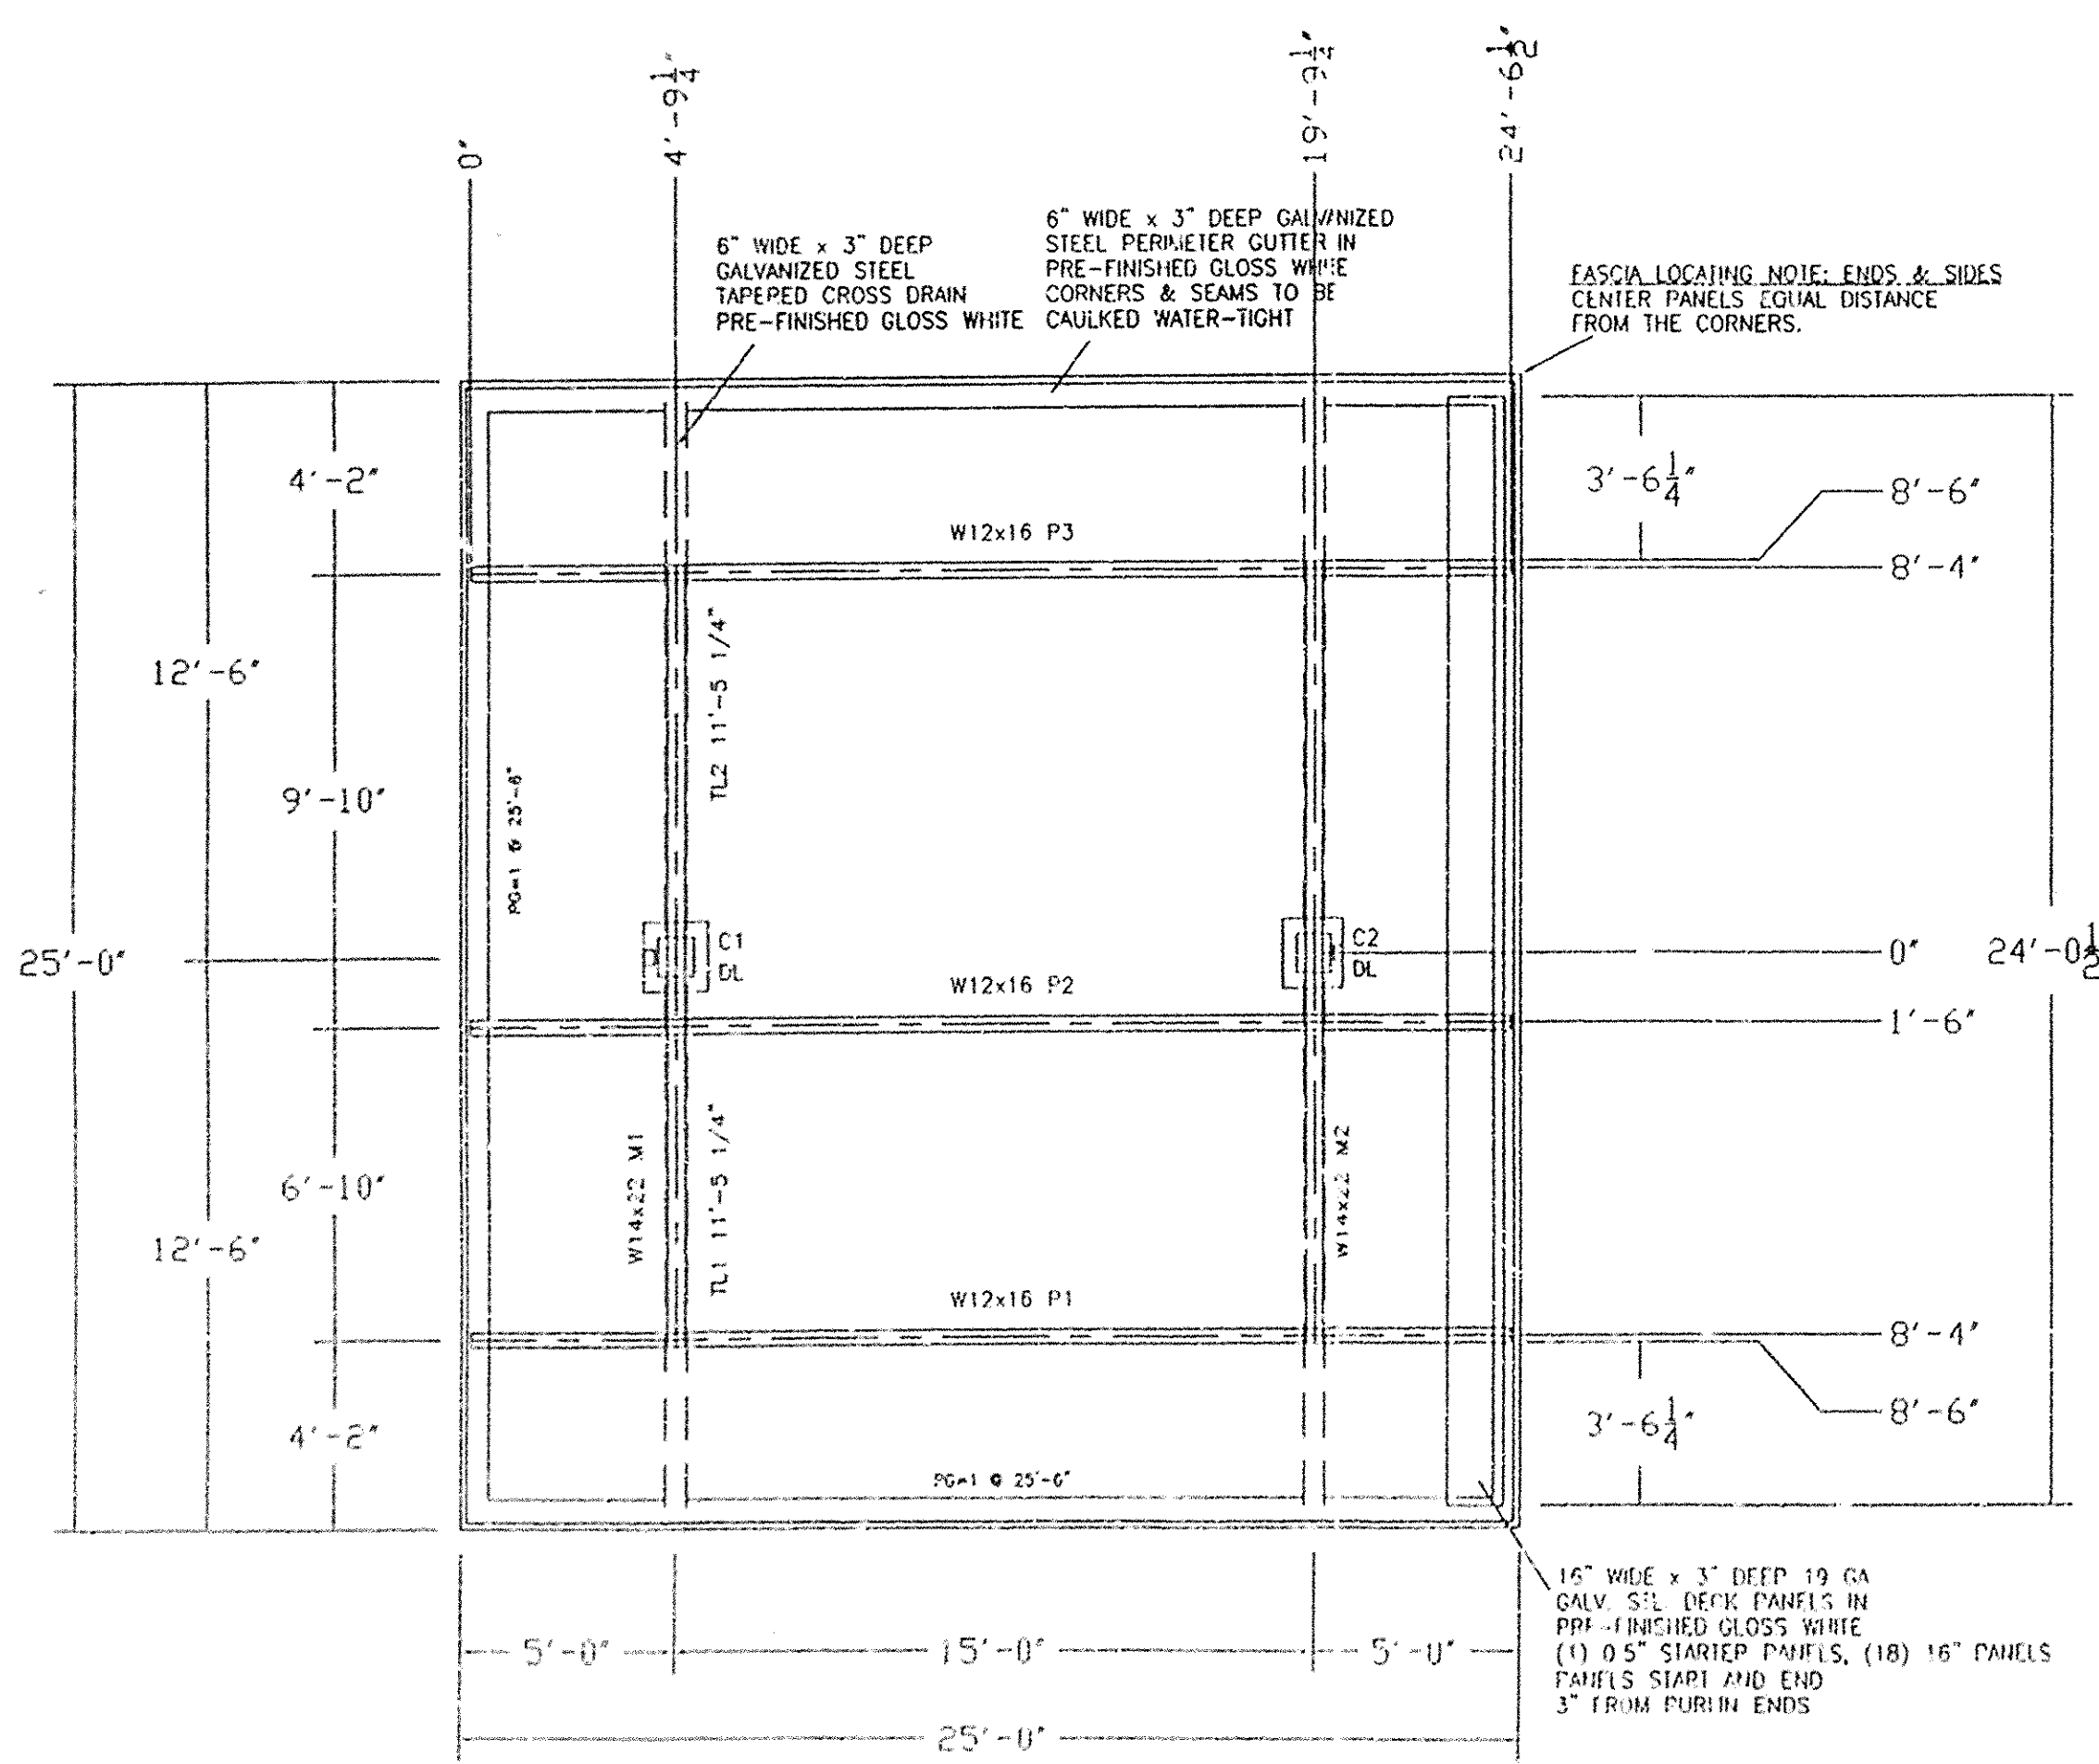 0"
4'-9 1/4"
19'-9 1/4"
24'-6 1/2"
6" WIDE x 3" DEEP
GALVANIZED STEEL
TAPERED CROSS DRAIN
PRE-FINISHED GLOSS WHITE
6" WIDE x 3" DEEP GALVANIZED
STEEL PERIMETER GUTTER IN
PRE-FINISHED GLOSS WHITE
CORNERS & SEAMS TO BE
CAULKED WATER-TIGHT
FASCIA LOCATING NOTE: ENDS & SIDES
CENTER PANELS EQUAL DISTANCE
FROM THE CORNERS.
4'-2"
3'-6 1/4"
8'-6"
W12x16 P3
8'-4"
12'-6"
TL2 11'-5 1/4"
9'-10"
PG=1 @
25'-0"
C1
DL
C2
DL
0"
24'-0 1/2"
W12x16 P2
1'-6"
6'-10"
W14x22 M1
TL1 11'-5 1/4"
W14x22 M2
12'-6"
W12x16 P1
8'-4"
4'-2"
3'-6 1/4"
8'-6"
PG=1 @
16" WIDE x 3" DEEP 19 GA
GALV. STL. DECK PANELS IN
PRE-FINISHED GLOSS WHITE
(1) 0.5" STARTER PANELS, (18) 16" PANELS
PANELS START AND END
3" FROM PURLIN ENDS
5'-0"
15'-0"
5'-0"
25'-0"